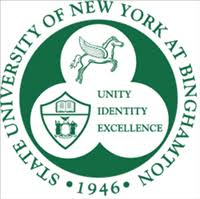 STATE UNIVERSITY OF NEW YORK AT BINGHAMTON
UNITY
IDENTITY
EXCELLENCE
• 1946 •